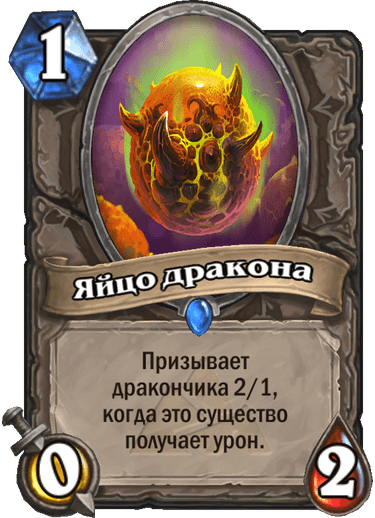 1
Яйцо дракона
Призывает
дракончика 2/1,
когда это существо
получает урон.
0
2